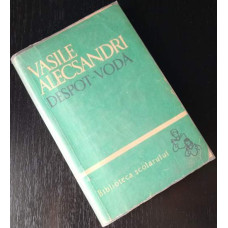 VASILE
ALECSANDRI
DESPOT-VODĂ
Biblioteca școlarului